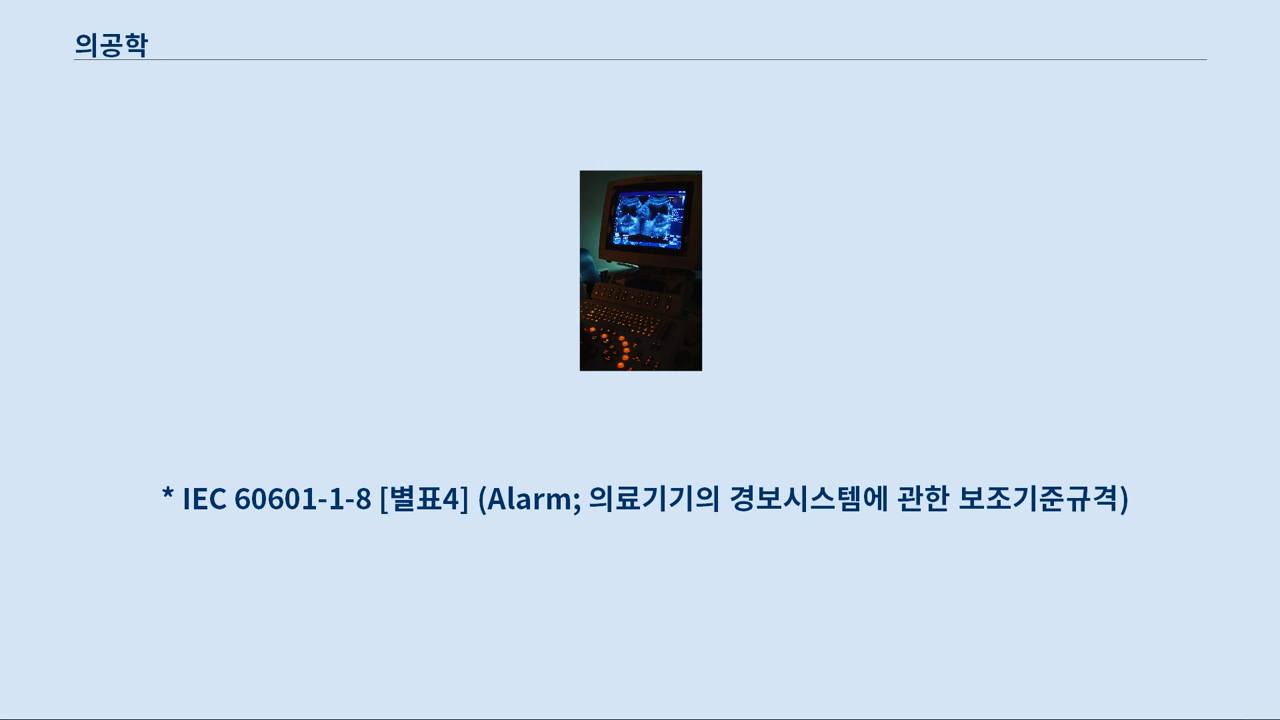 의공학
* IEC 60601-1-8 [별표4] (Alarm; 의료기기의 경보시스템에 관한 보조기준규격)